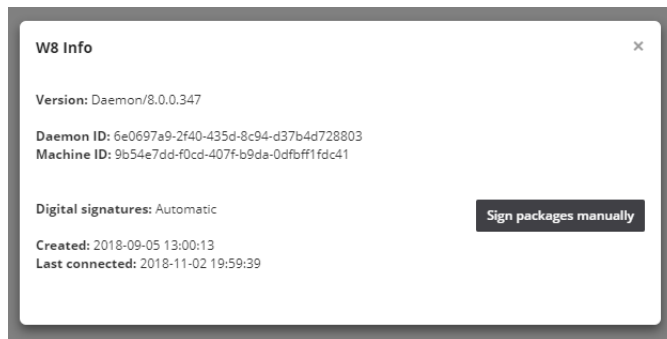 W8 Info
×
Version: Daemon/8.0.0.347
Daemon ID: 6e0697a9-2f40-435d-8c94-d37b4d728803
Machine ID: 9b54e7dd-f0cd-407f-b9da-0dfbff1fdc41
Digital signatures: Automatic
Sign packages manually
Created: 2018-09-05 13:00:13
Last connected: 2018-11-02 19:59:39